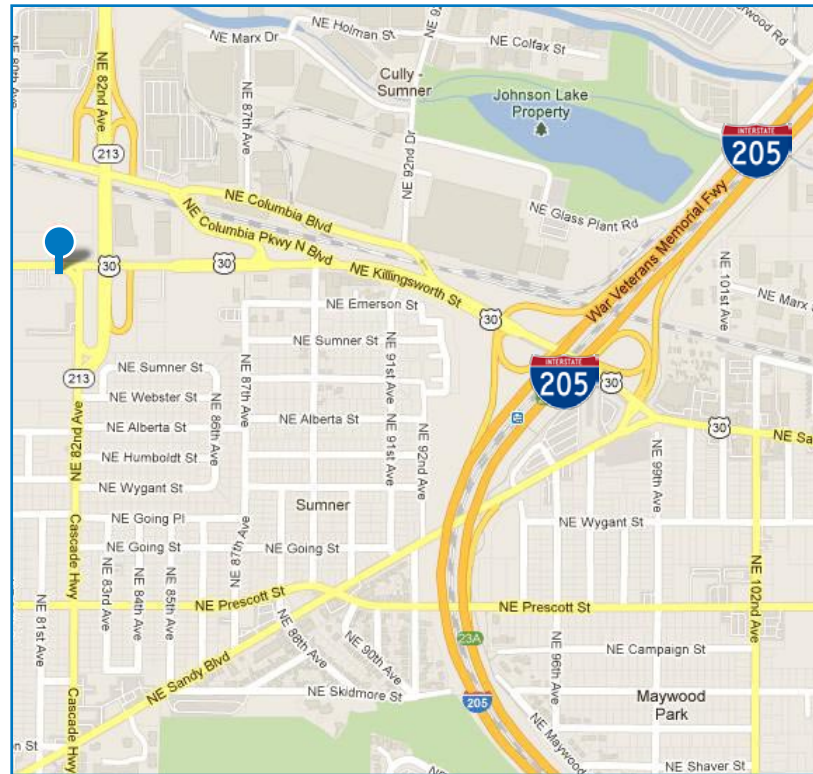 NE Marx Dr
NE Holman St
NE Colfax St
NE 82nd Ave
NE 87th Ave
Cully -
Sumner
Johnson Lake
Property
INTERSTATE
205
213
NE 92nd Dr
NE Columbia Blvd
NE Columbia Pkwy N Blvd
NE Glass Plant Rd
War Veterans Memorial Fwy
30
30
NE Killingsworth St
NE 101st Ave
NE Marx
NE Emerson St
30
NE Sumner St
NE Sumner St
213
NE 91st Ave
INTERSTATE
205
30
NE Webster St
NE 86th Ave
NE 87th Ave
NE Alberta St
NE Alberta St
NE 82nd Ave
NE 91st Ave
NE 92nd Ave
30
NE Humboldt St
NE 99th Ave
NE Wygant St
Sumner
NE Going Pl
NE Wygant St
NE Going St
NE Going St
NE 87th Ave
Cascade Hwy
NE 83rd Ave
NE 84th Ave
NE 85th Ave
NE 81st Ave
NE Prescott St
NE Prescott St
NE 102nd Ave
23A
NE 88th Ave
NE 90th Ave
NE 96th Ave
NE Campaign St
NE Sandy Blvd
NE Skidmore St
205
Maywood
Park
Cascade Hwy
NE Maywood
NE Shaver St